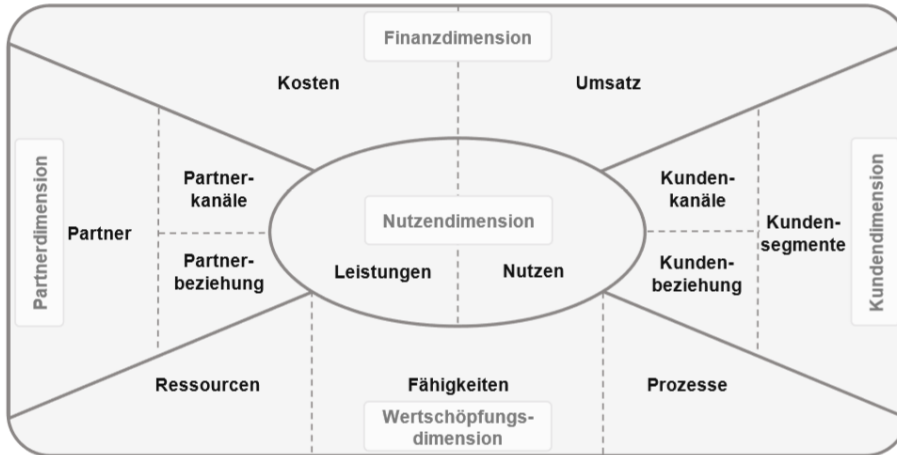 Finanzdimension
Kosten
Umsatz
Partnerdimension
Partner
Partner-
kanäle
Partner-
beziehung
Nutzendimension
Leistungen
Nutzen
Kunden-
kanäle
Kunden-
beziehung
Kunden-
segmente
Kundendimension
Ressourcen
Fähigkeiten
Prozesse
Wertschöpfungs-
dimension